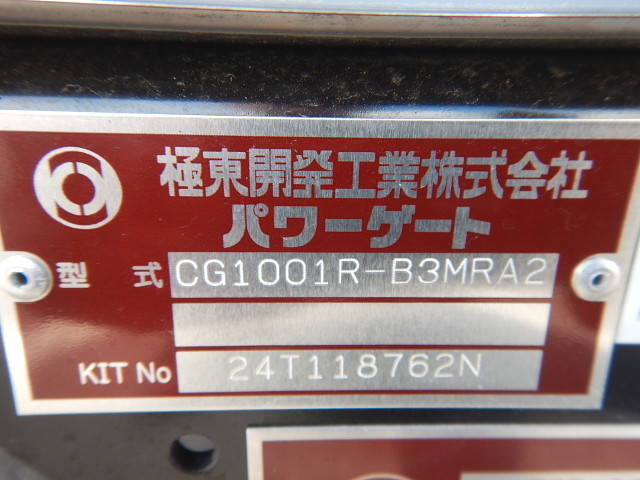 極東開発工業株式会社
パワーゲート
型 式 CG1001R-B3MRA2
KIT No 24T118762N